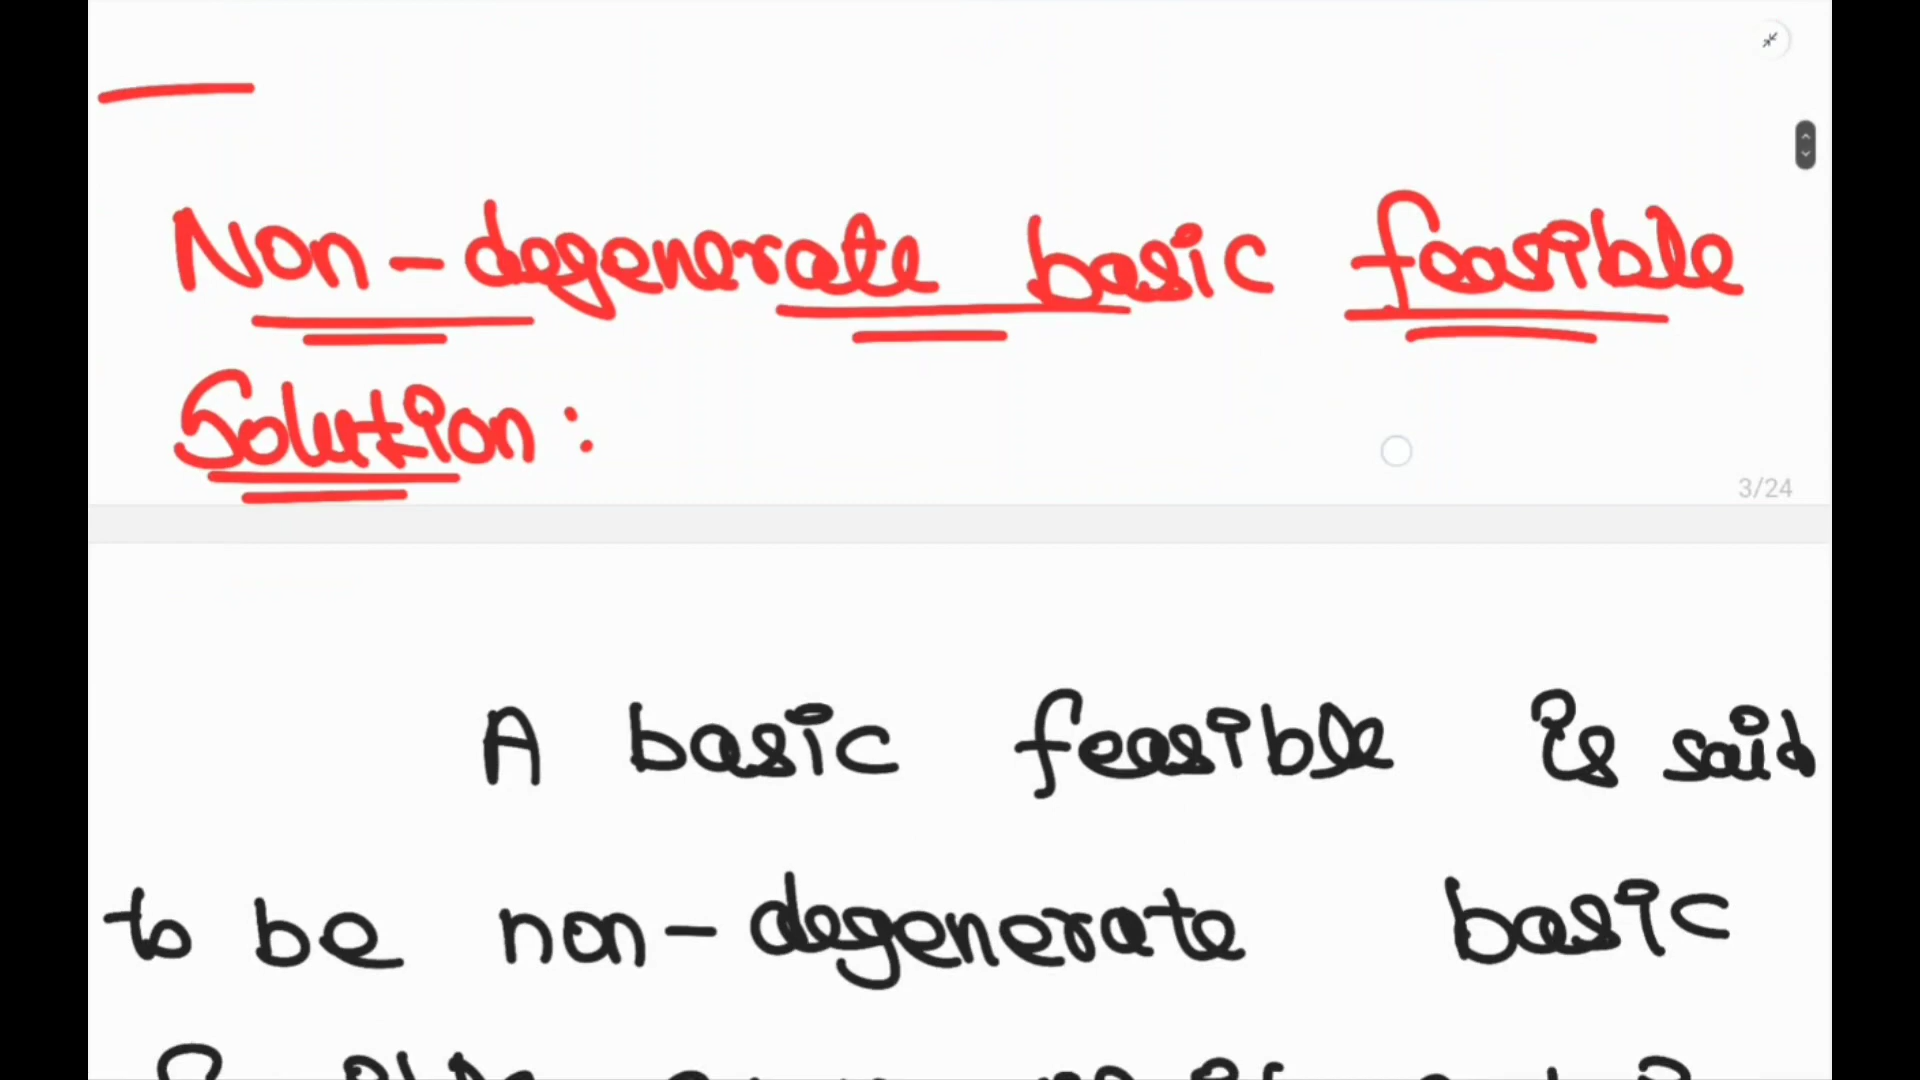 Non-degenerate basic feasible
Solution:
3/24
A basic feasible is said
to be non-degenerate basic